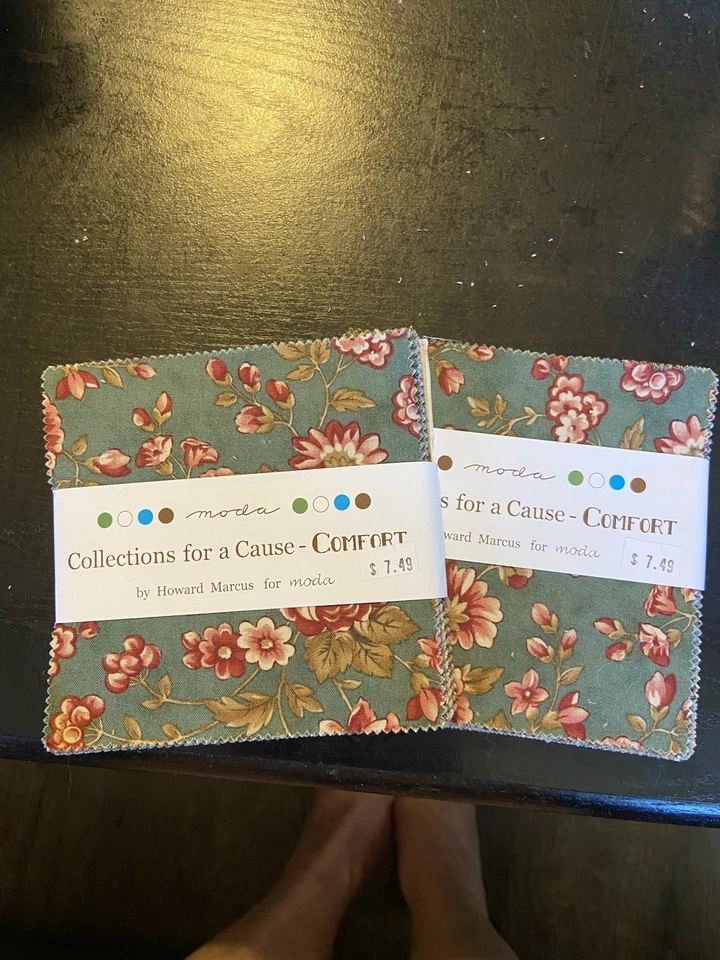 moda
Collections for a Cause - COMFORT
$ 7.49
by Howard Marcus for moda
moda
s for a Cause - COMFORT
ward Marcus for moda
$ 7.49